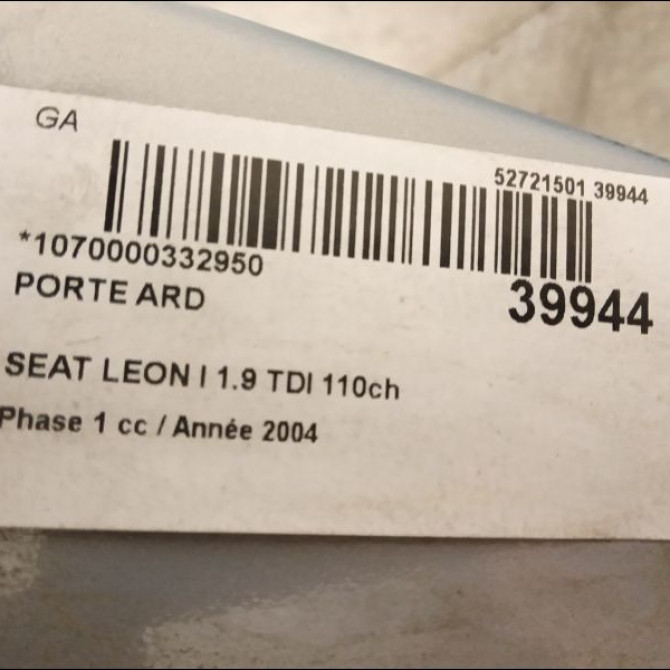 GA
52721501 39944
*1070000332950
39944
PORTE ARD
SEAT LEON I 1.9 TDI 110ch
Phase 1 cc / Année 2004